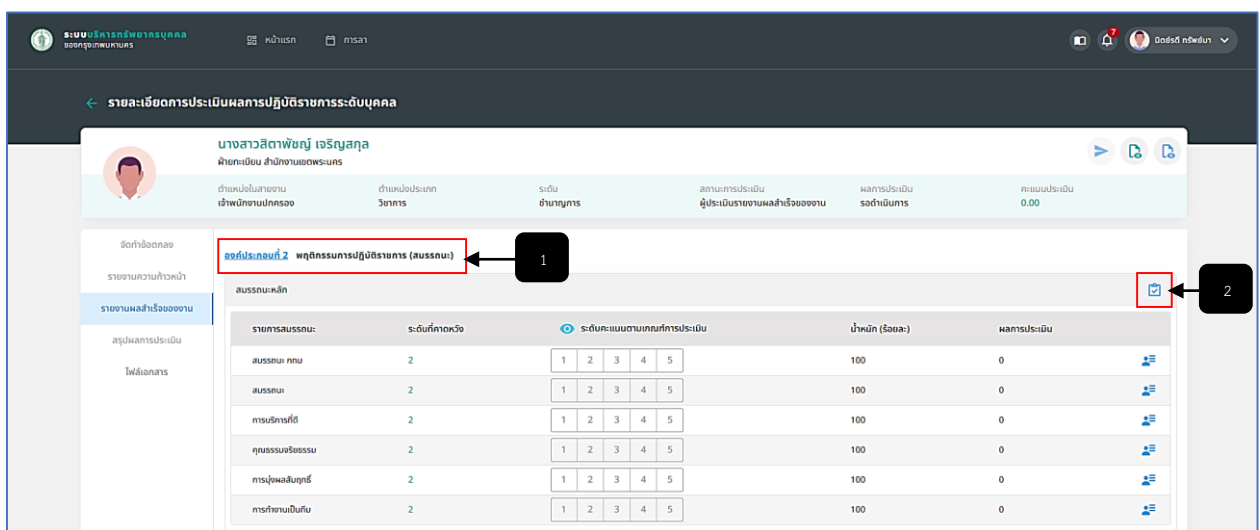 ระบบบริหารทรัพยากรบุคคล
ของกรุงเทพมหานคร
หน้าแรก
การลา
7
รายละเอียดการประเมินผลการปฏิบัติราชการระดับบุคคล
นางสาวสิตาพัชญ์ เจริญสกุล
ฝ่ายทะเบียน สำนักงานเขตพระนคร
ตำแหน่งในสายงาน ตำแหน่งประเภท ระดับ สถานะการประเมิน ผลการประเมิน คะแนนประเมิน
เจ้าพนักงานปกครอง วิชาการ ชำนาญการ ผู้ประเมินรายงานผลสำเร็จของงาน รอดำเนินการ 0.00
จัดทำข้อตกลง
รายงานความก้าวหน้า
รายงานผลสำเร็จของงาน
สรุปผลการประเมิน
ไฟล์เอกสาร
องค์ประกอบที่ 2 พฤติกรรมการปฏิบัติราชการ (สมรรถนะ)
1
สมรรถนะหลัก
2
รายการสมรรถนะ ระดับที่คาดหวัง ระดับคะแนนตามเกณฑ์การประเมิน น้ำหนัก (ร้อยละ) ผลการประเมิน
สมรรถนะ กทม 2 1 2 3 4 5 100 0
สมรรถนะ 2 1 2 3 4 5 100 0
การบริการที่ดี 2 1 2 3 4 5 100 0
คุณธรรมจริยธรรม 2 1 2 3 4 5 100 0
การมุ่งผลสัมฤทธิ์ 2 1 2 3 4 5 100 0
การทำงานเป็นทีม 2 1 2 3 4 5 100 0